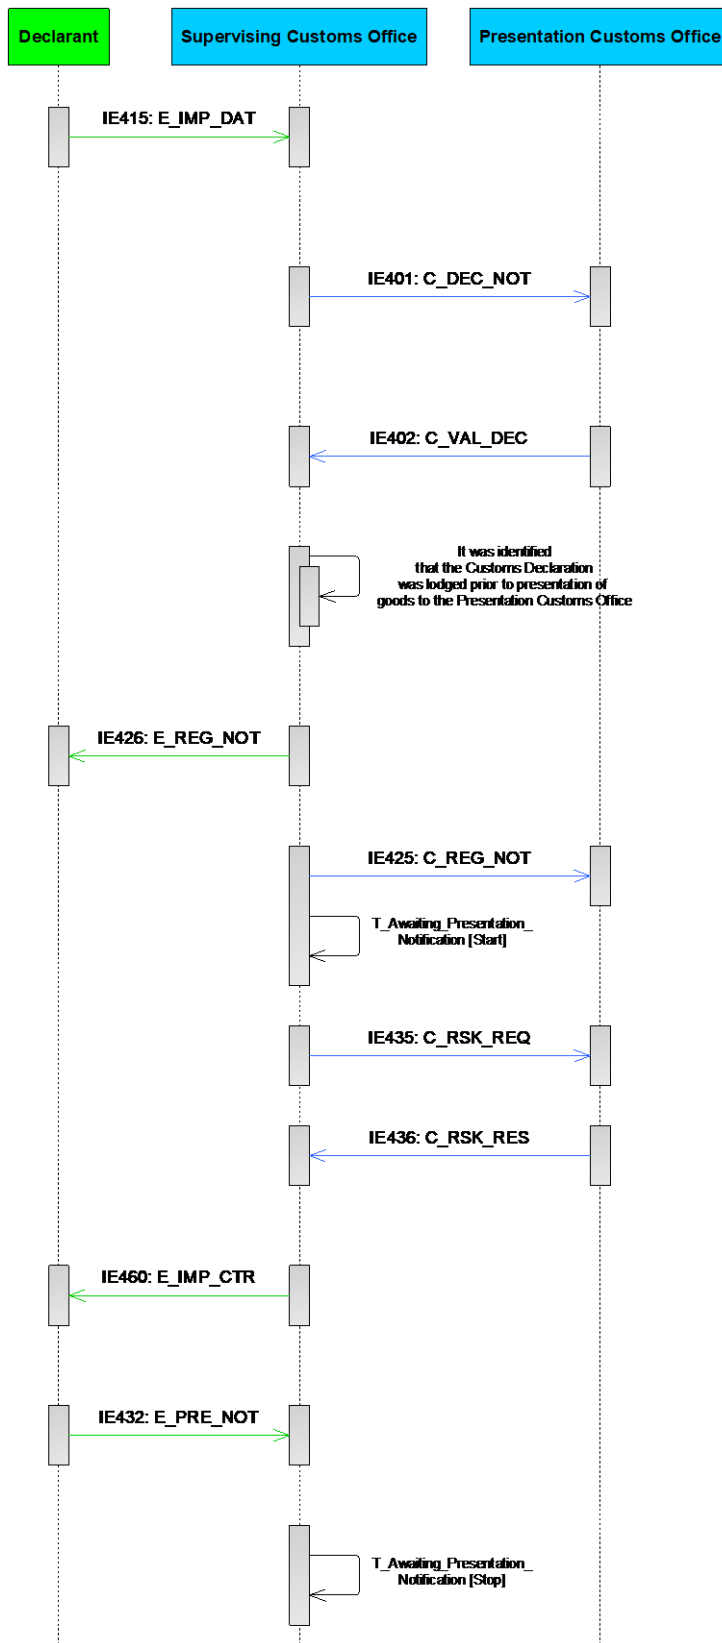 Declarant
Supervising Customs Office
Presentation Customs Office
IE415: E_IMP_DAT
IE401: C_DEC_NOT
IE402: C_VAL_DEC
It was identified
that the Customs Declaration
was lodged prior to presentation of
goods to the Presentation Customs Office
IE426: E_REG_NOT
IE425: C_REG_NOT
T_Awaiting_Presentation_
Notification [Start]
IE435: C_RSK_REQ
IE436: C_RSK_RES
IE460: E_IMP_CTR
IE432: E_PRE_NOT
T_Awaiting_Presentation_
Notification [Stop]